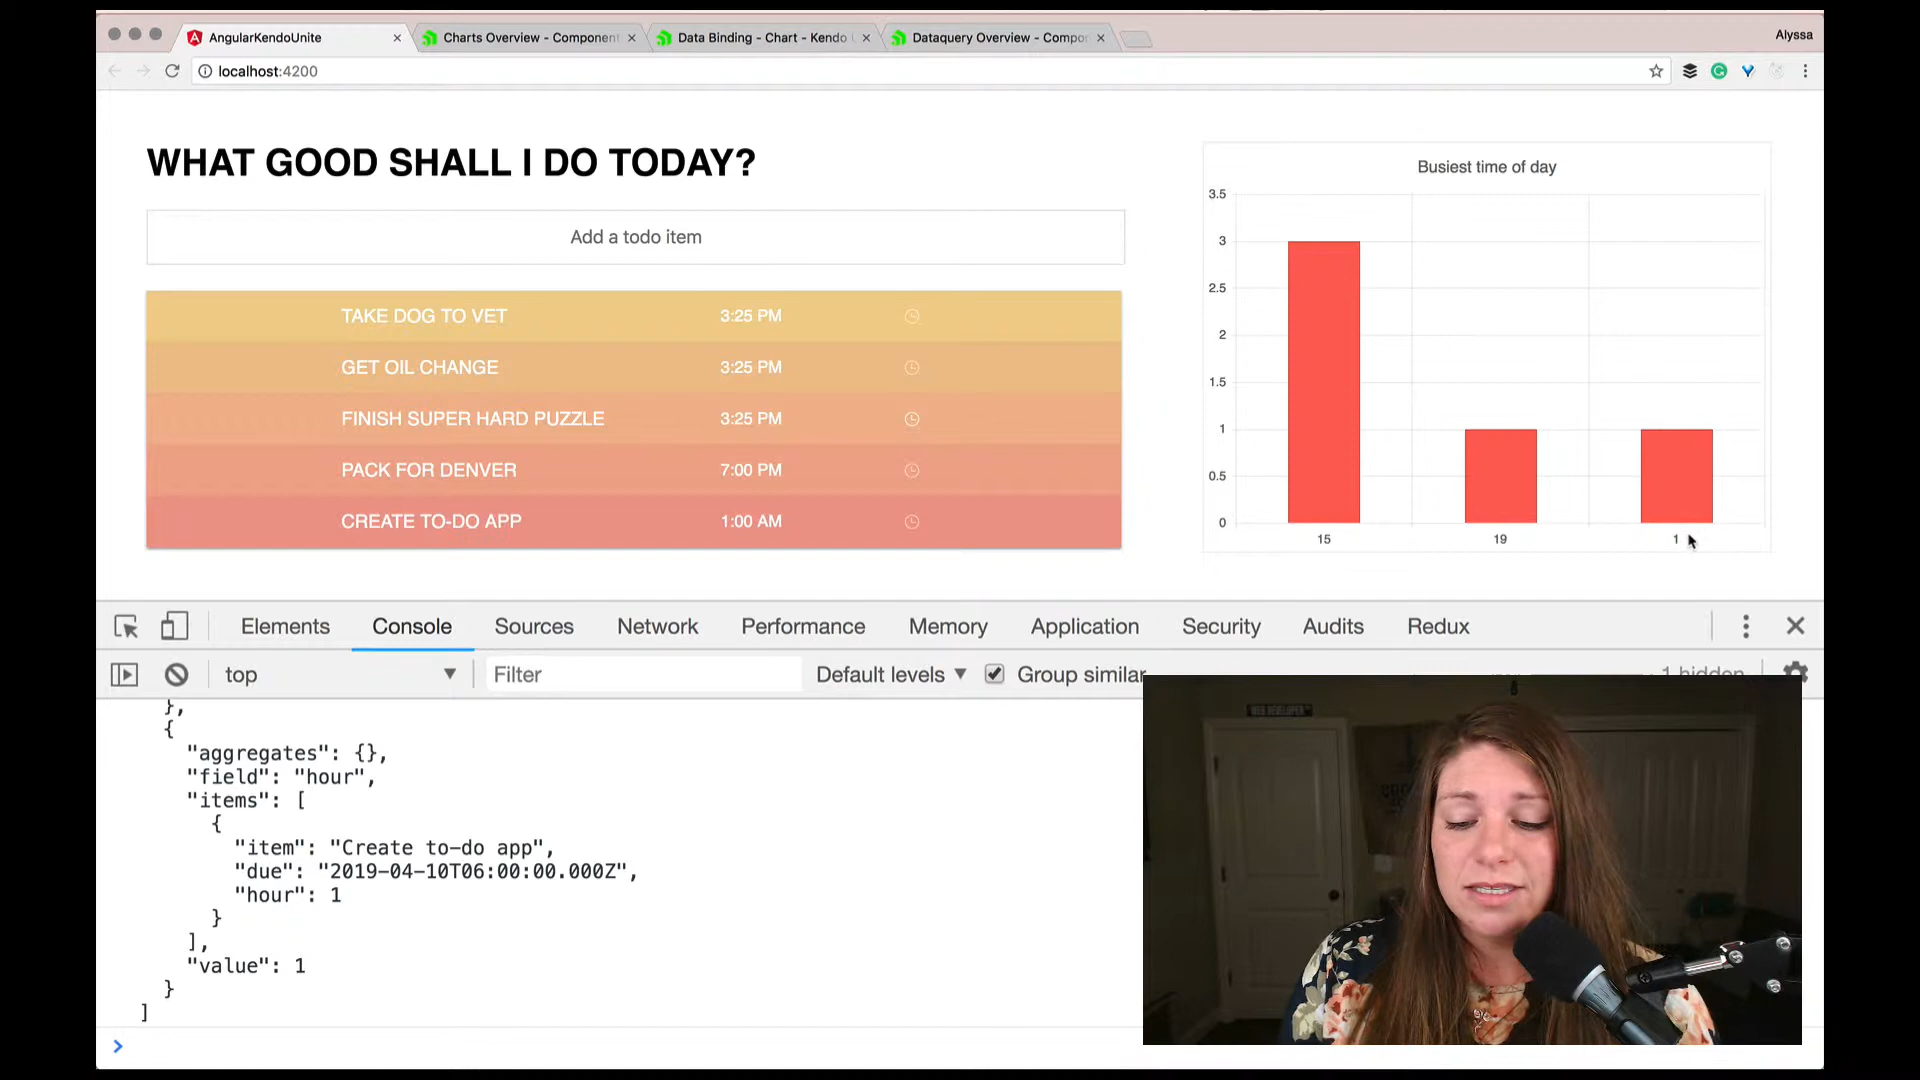 AngularKendoUnite
Charts Overview - Component
Data Binding - Chart - Kendo
Dataquery Overview - Compo
Alyssa
localhost:4200
WHAT GOOD SHALL I DO TODAY?
Add a todo item
TAKE DOG TO VET 3:25 PM
GET OIL CHANGE 3:25 PM
FINISH SUPER HARD PUZZLE 3:25 PM
PACK FOR DENVER 7:00 PM
CREATE TO-DO APP 1:00 AM
Busiest time of day
3.5
3
2.5
2
1.5
1
0.5
0
15 19 1
Elements Console Sources Network Performance Memory Application Security Audits Redux
top Filter Default levels Group similar 1 hidden
},
{
"aggregates": {},
"field": "hour",
"items": [
{
"item": "Create to-do app",
"due": "2019-04-10T06:00:00.000Z",
"hour": 1
}
],
"value": 1
}
]
WEB DEVELOPER